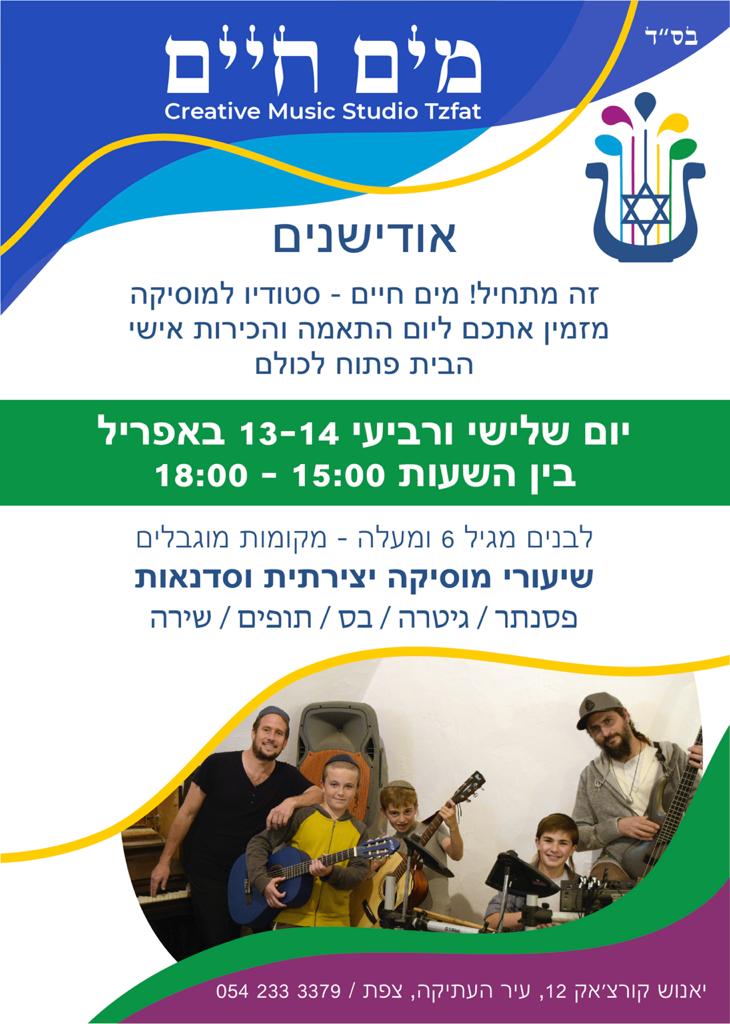 בס״ד
מים חיים
Creative Music Studio Tzfat
אודישנים
זה מתחיל! מים חיים - סטודיו למוסיקה
מזמין אתכם ליום התאמה והכירות אישי
הבית פתוח לכולם
יום שלישי ורביעי 13-14 באפריל
בין השעות 15:00 - 18:00
לבנים מגיל 6 ומעלה - מקומות מוגבלים
שיעורי מוסיקה יצירתית וסדנאות
פסנתר / גיטרה / בס / תופים / שירה
יאנוש קורצ'אק 12, עיר העתיקה, צפת / 054 233 3379